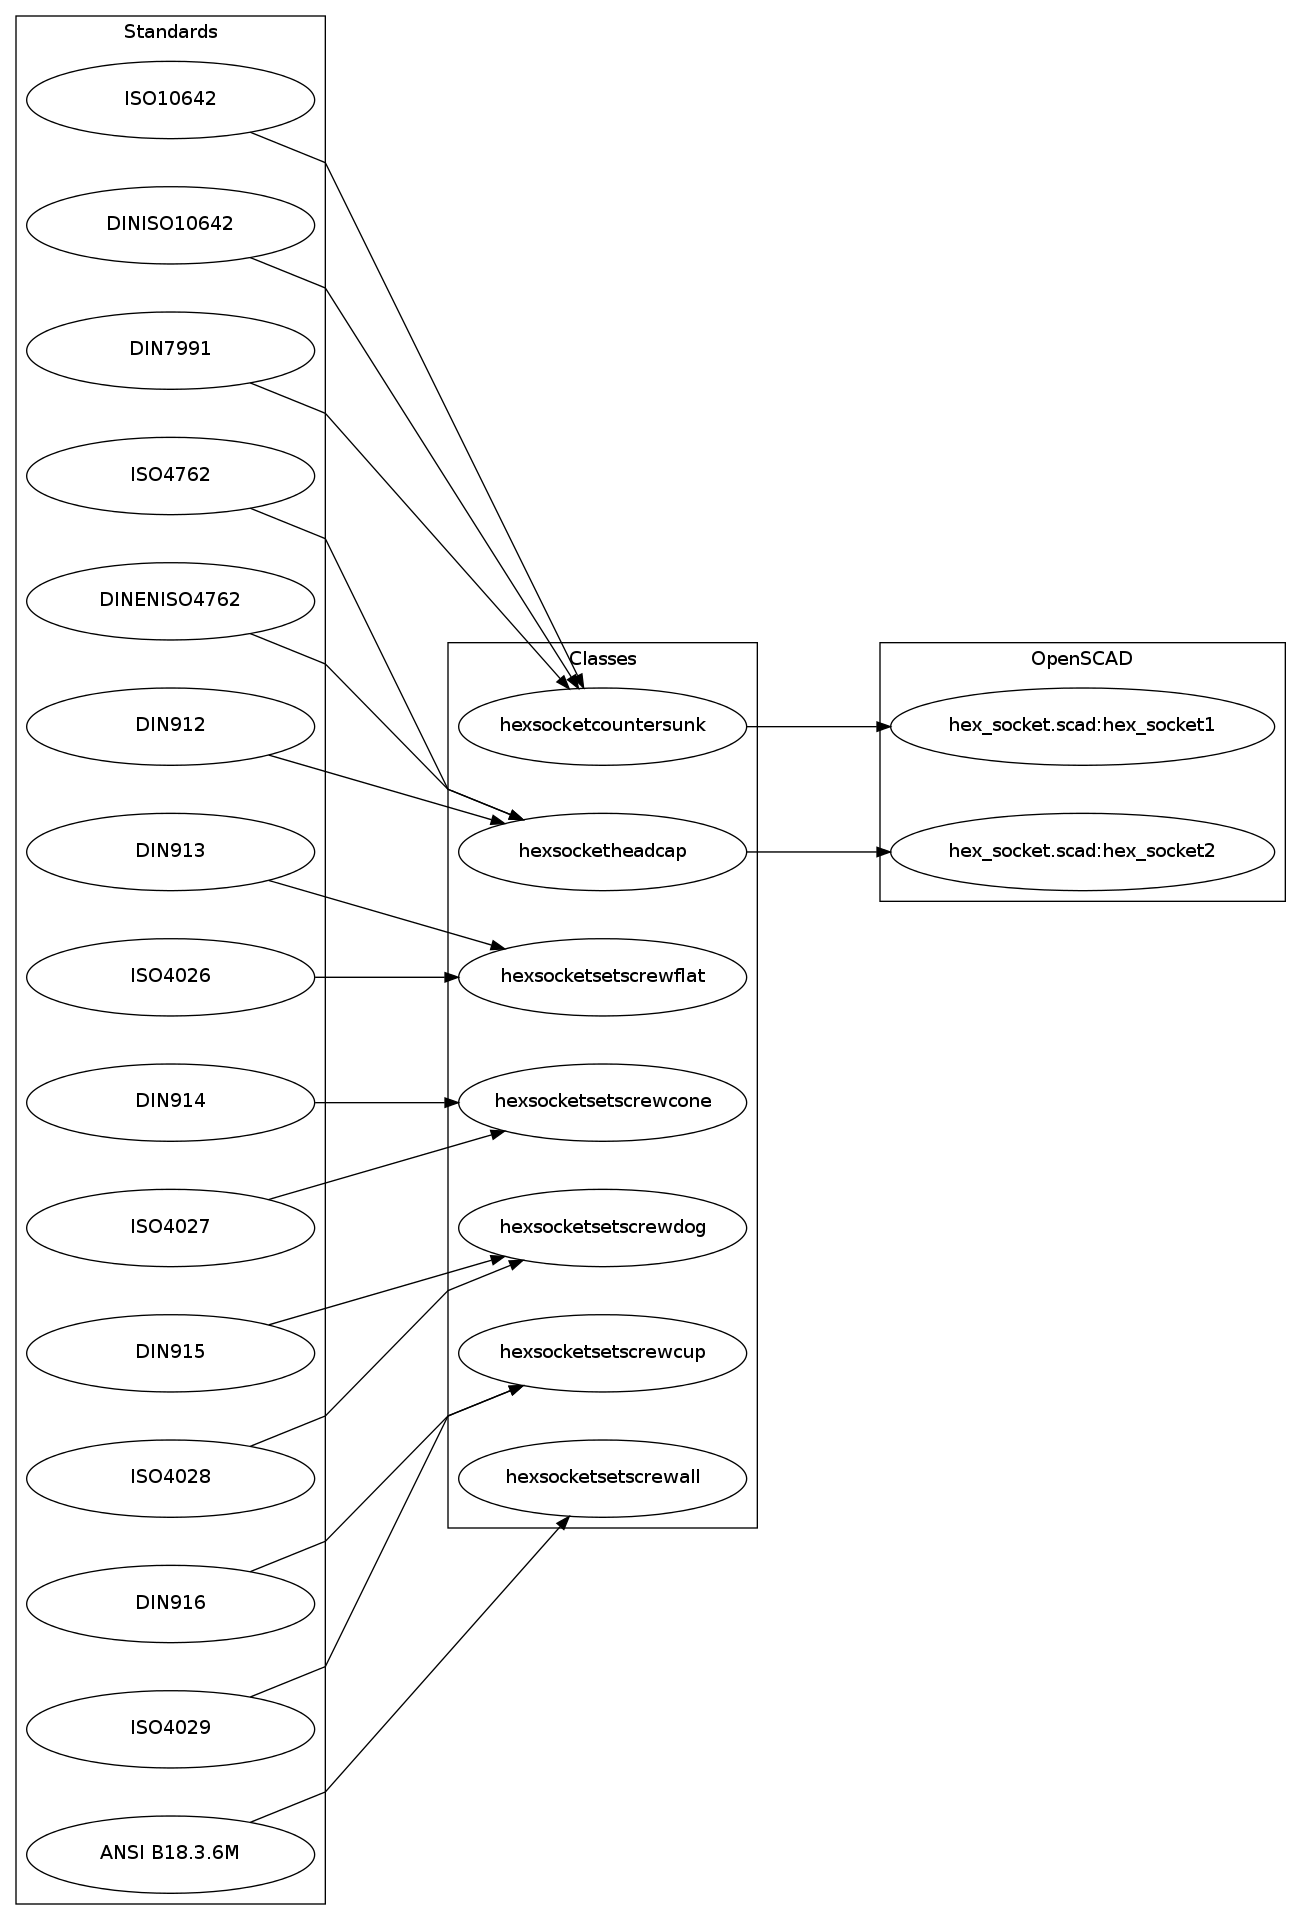 Standards
ISO10642
DINISO10642
DIN7991
ISO4762
DINENISO4762
DIN912
DIN913
ISO4026
DIN914
ISO4027
DIN915
ISO4028
DIN916
ISO4029
ANSI B18.3.6M
Classes
hexsocketcountersunk
hexsocketheadcap
hexsocketsetscrewflat
hexsocketsetscrewcone
hexsocketsetscrewdog
hexsocketsetscrewcup
hexsocketsetscrewall
OpenSCAD
hex_socket.scad:hex_socket1
hex_socket.scad:hex_socket2